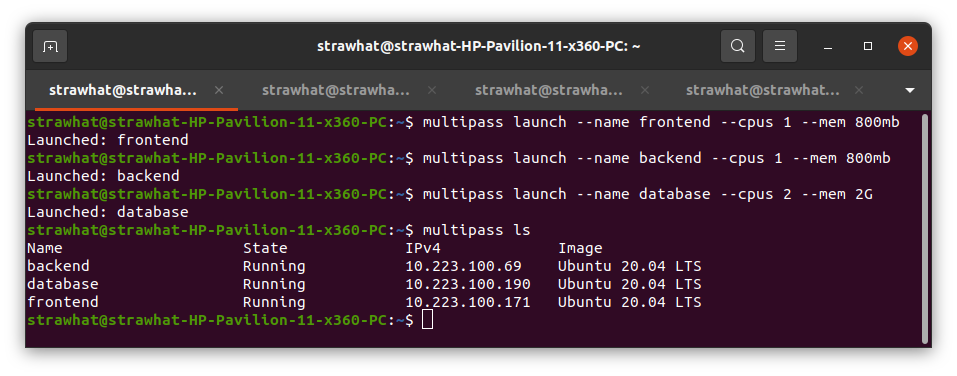 strawhat@strawhat-HP-Pavilion-11-x360-PC: ~
strawhat@strawha... strawhat@strawha... strawhat@strawha... strawhat@strawhat...
strawhat@strawhat-HP-Pavilion-11-x360-PC:~$ multipass launch --name frontend --cpus 1 --mem 800mb
Launched: frontend
strawhat@strawhat-HP-Pavilion-11-x360-PC:~$ multipass launch --name backend --cpus 1 --mem 800mb
Launched: backend
strawhat@strawhat-HP-Pavilion-11-x360-PC:~$ multipass launch --name database --cpus 2 --mem 2G
Launched: database
strawhat@strawhat-HP-Pavilion-11-x360-PC:~$ multipass ls
Name State IPv4 Image
backend Running 10.223.100.69 Ubuntu 20.04 LTS
database Running 10.223.100.190 Ubuntu 20.04 LTS
frontend Running 10.223.100.171 Ubuntu 20.04 LTS
strawhat@strawhat-HP-Pavilion-11-x360-PC:~$